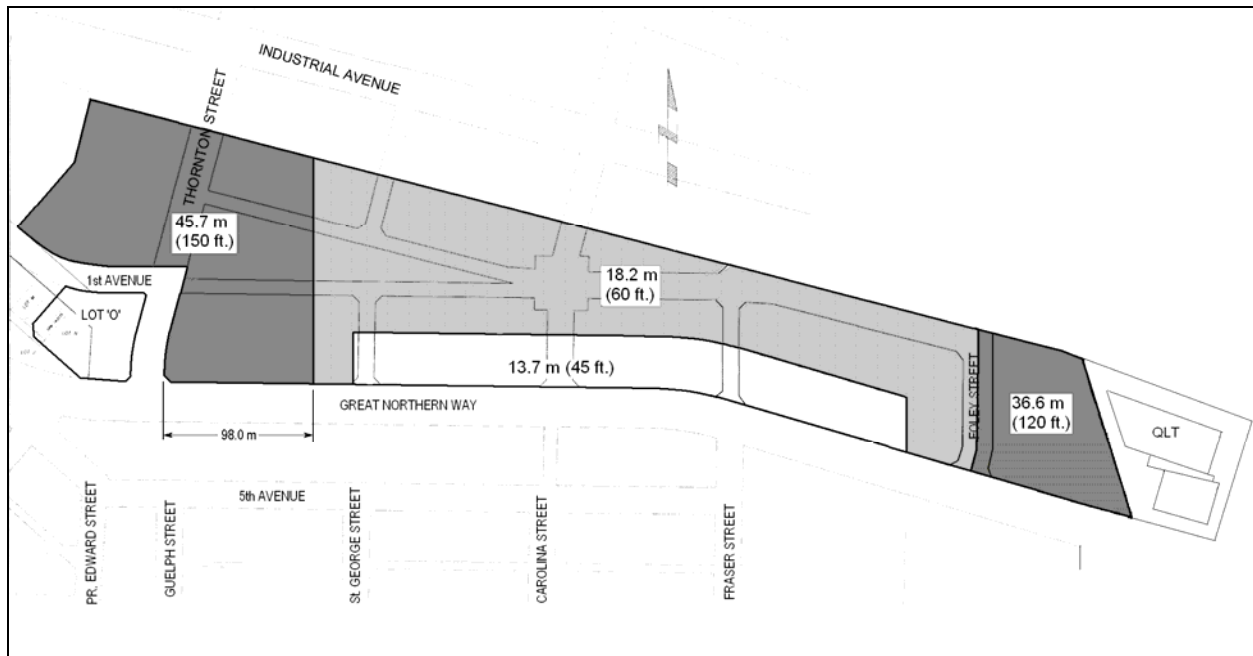 INDUSTRIAL AVENUE
THORNTON STREET
45.7 m
(150 ft.)
1st AVENUE
LOT 'O'
18.2 m
(60 ft.)
13.7 m (45 ft.)
GREAT NORTHERN WAY
98.0 m
FOLEY STREET
36.6 m
(120 ft.)
QLT
5th AVENUE
PR. EDWARD STREET
GUELPH STREET
St. GEORGE STREET
CAROLINA STREET
FRASER STREET